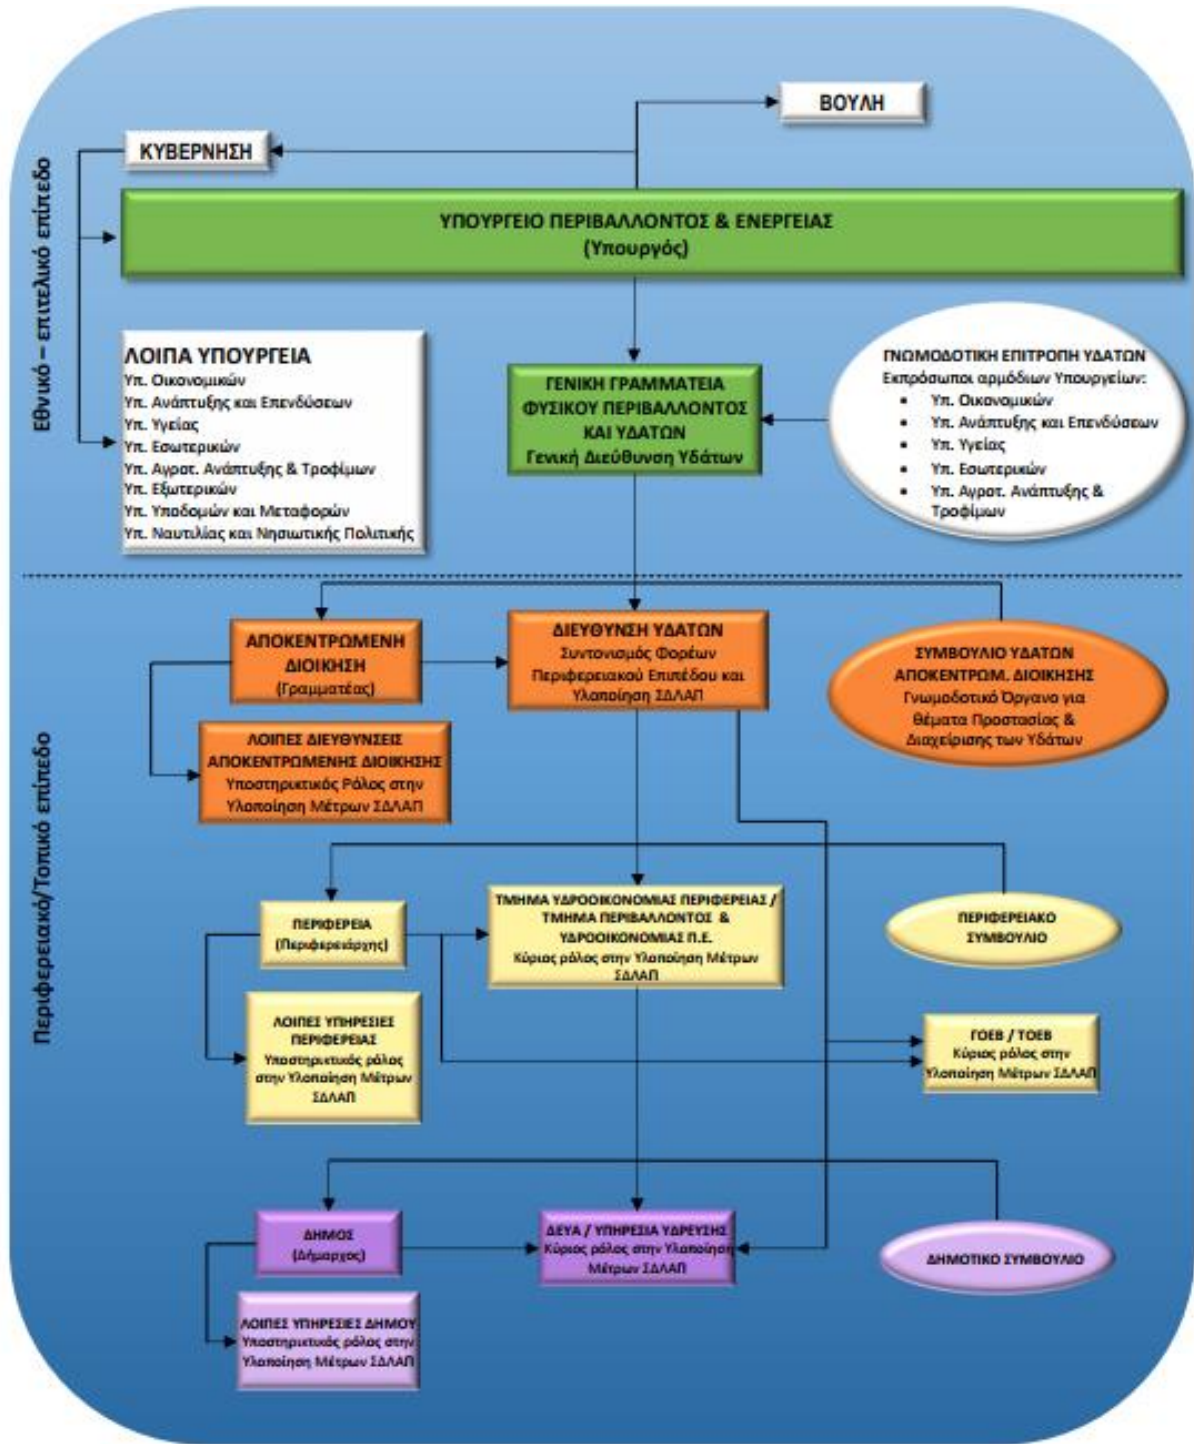 ΒΟΥΛΗ
ΚΥΒΕΡΝΗΣΗ
Εθνικό – επιτελικό επίπεδο
ΥΠΟΥΡΓΕΙΟ ΠΕΡΙΒΑΛΛΟΝΤΟΣ & ΕΝΕΡΓΕΙΑΣ
(Υπουργός)
ΛΟΙΠΑ ΥΠΟΥΡΓΕΙΑ
Υπ. Οικονομικών
Υπ. Ανάπτυξης και Επενδύσεων
Υπ. Υγείας
Υπ. Εσωτερικών
Υπ. Αγροτ. Ανάπτυξης & Τροφίμων
Υπ. Εξωτερικών
Υπ. Υποδομών και Μεταφορών
Υπ. Ναυτιλίας και Νησιωτικής Πολιτικής
ΓΕΝΙΚΗ ΓΡΑΜΜΑΤΕΙΑ
ΦΥΣΙΚΟΥ ΠΕΡΙΒΑΛΛΟΝΤΟΣ
ΚΑΙ ΥΔΑΤΩΝ
Γενική Διεύθυνση Υδάτων
ΓΝΩΜΟΔΟΤΙΚΗ ΕΠΙΤΡΟΠΗ ΥΔΑΤΩΝ
Εκπρόσωποι αρμόδιων Υπουργείων:
• Υπ. Οικονομικών
• Υπ. Ανάπτυξης και Επενδύσεων
• Υπ. Υγείας
• Υπ. Εσωτερικών
• Υπ. Αγροτ. Ανάπτυξης &
Τροφίμων
Περιφερειακό/Τοπικό επίπεδο
ΑΠΟΚΕΝΤΡΩΜΕΝΗ
ΔΙΟΙΚΗΣΗ
(Γραμματέας)
ΔΙΕΥΘΥΝΣΗ ΥΔΑΤΩΝ
Συντονισμός Φορέων
Περιφερειακού Επιπέδου και
Υλοποίηση ΣΔΛΑΠ
ΣΥΜΒΟΥΛΙΟ ΥΔΑΤΩΝ
ΑΠΟΚΕΝΤΡΩΜ. ΔΙΟΙΚΗΣΗΣ
Γνωμοδοτικό Όργανο για
θέματα Προστασίας &
Διαχείρισης των Υδάτων
ΛΟΙΠΕΣ ΔΙΕΥΘΥΝΣΕΙΣ
ΑΠΟΚΕΝΤΡΩΜΕΝΗΣ ΔΙΟΙΚΗΣΗΣ
Υποστηρικτικός Ρόλος στην
Υλοποίηση Μέτρων ΣΔΛΑΠ
ΠΕΡΙΦΕΡΕΙΑ
(Περιφερειάρχης)
ΤΜΗΜΑ ΥΔΡΟΟΙΚΟΝΟΜΙΑΣ ΠΕΡΙΦΕΡΕΙΑΣ /
ΤΜΗΜΑ ΠΕΡΙΒΑΛΛΟΝΤΟΣ &
ΥΔΡΟΟΙΚΟΝΟΜΙΑΣ Π.Ε.
Κύριος ρόλος στην Υλοποίηση Μέτρων
ΣΔΛΑΠ
ΠΕΡΙΦΕΡΕΙΑΚΟ
ΣΥΜΒΟΥΛΙΟ
ΛΟΙΠΕΣ ΥΠΗΡΕΣΙΕΣ
ΠΕΡΙΦΕΡΕΙΑΣ
Υποστηρικτικός ρόλος
στην Υλοποίηση Μέτρων
ΣΔΛΑΠ
ΓΟΕΒ / ΤΟΕΒ
Κύριος ρόλος στην
Υλοποίηση Μέτρων ΣΔΛΑΠ
ΔΗΜΟΣ
(Δήμαρχος)
ΔΕΥΑ / ΥΠΗΡΕΣΙΑ ΥΔΡΕΥΣΗΣ
Κύριος ρόλος στην Υλοποίηση
Μέτρων ΣΔΛΑΠ
ΔΗΜΟΤΙΚΟ ΣΥΜΒΟΥΛΙΟ
ΛΟΙΠΕΣ ΥΠΗΡΕΣΙΕΣ ΔΗΜΟΥ
Υποστηρικτικός ρόλος στην
Υλοποίηση Μέτρων ΣΔΛΑΠ